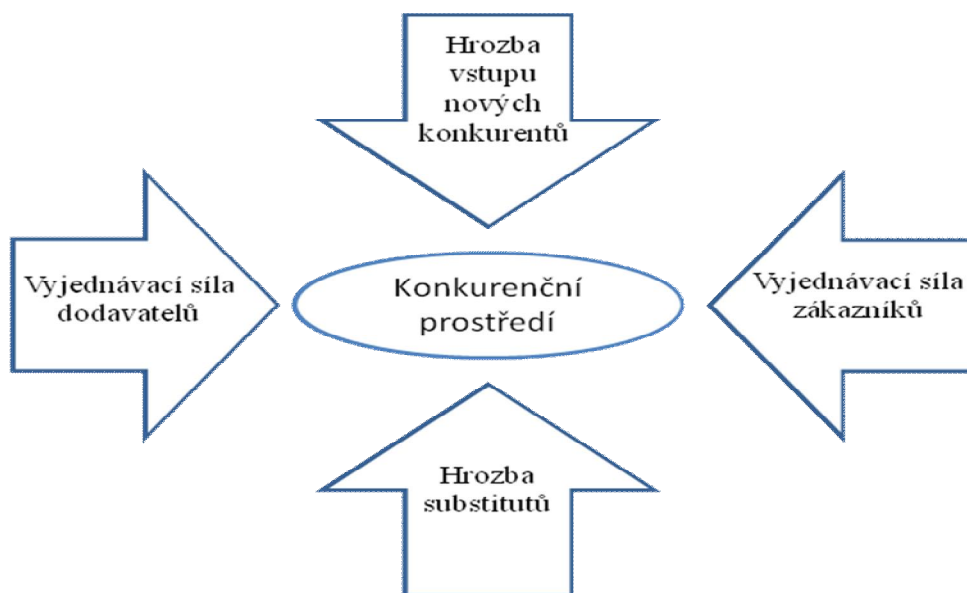 Hrozba
vstupu
nových
konkurentů
Vyjednávací síla
dodavatelů
Konkurenční
prostředí
Vyjednávací síla
zákazníků
Hrozba
substitutů